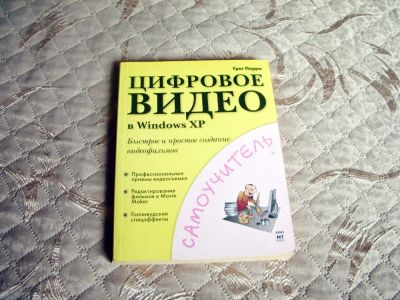 Грег Перри
ЦИФРОВОЕ
ВИДЕО
в Windows XP
Быстрое и простое создание
видеофильмов
• Профессиональные
приемы видеосъемки
• Редактирование
фильмов в Movie
Maker
• Голливудские
спецэффекты
САМОУЧИТЕЛЬ
NT